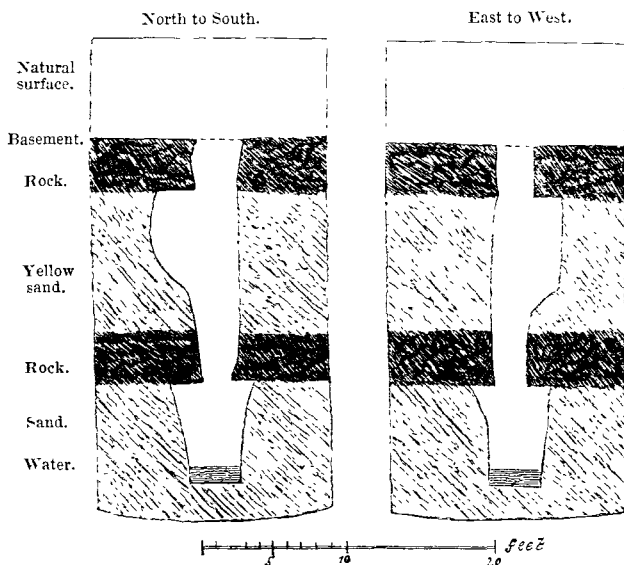 North to South.
East to West.
Natural
surface.
Basement.
Rock.
Yellow
sand.
Rock.
Sand.
Water.
feet
5
10
20